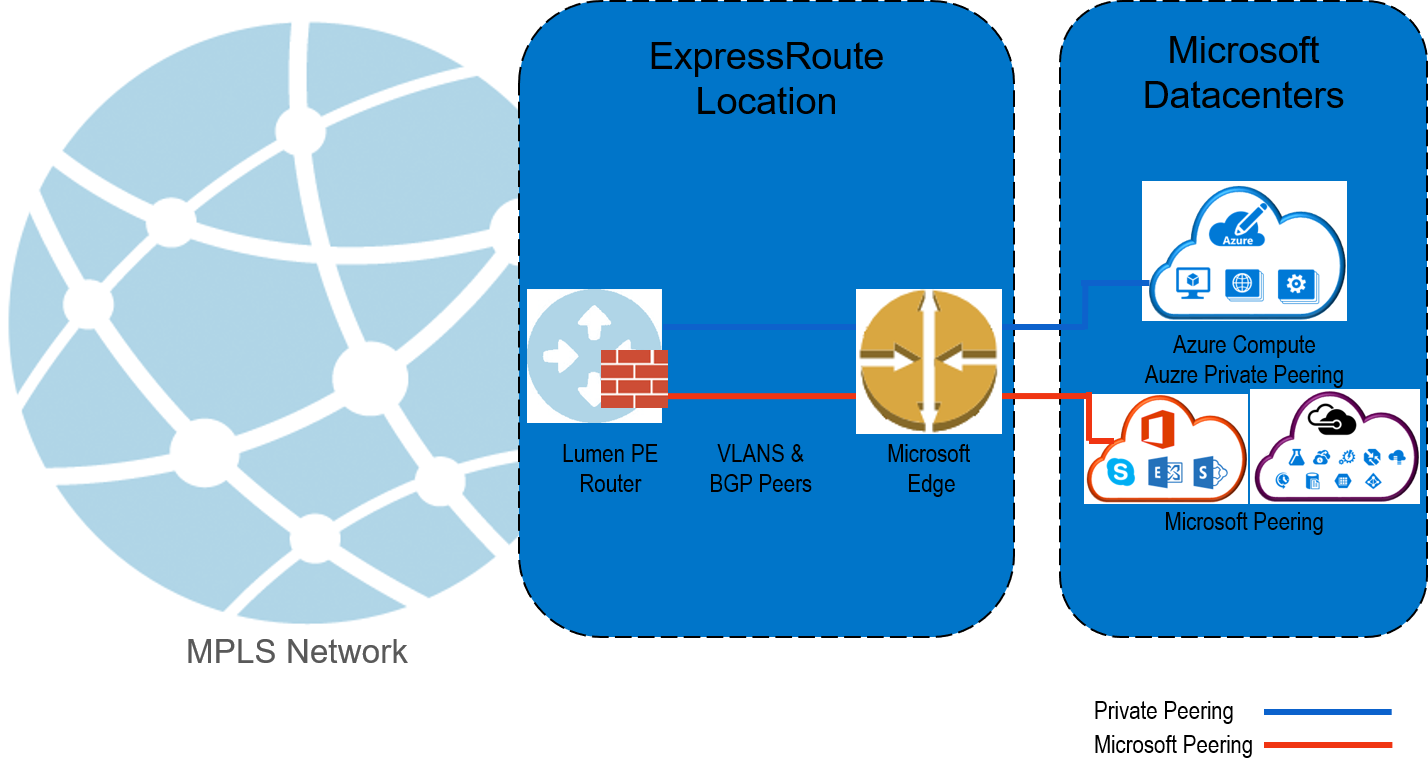 ExpressRoute
Location
Microsoft
Datacenters
Azure
Azure Compute
Auzre Private Peering
Lumen PE
Router
VLANS &
BGP Peers
Microsoft
Edge
S
E
S
Microsoft Peering
MPLS Network
Private Peering
Microsoft Peering